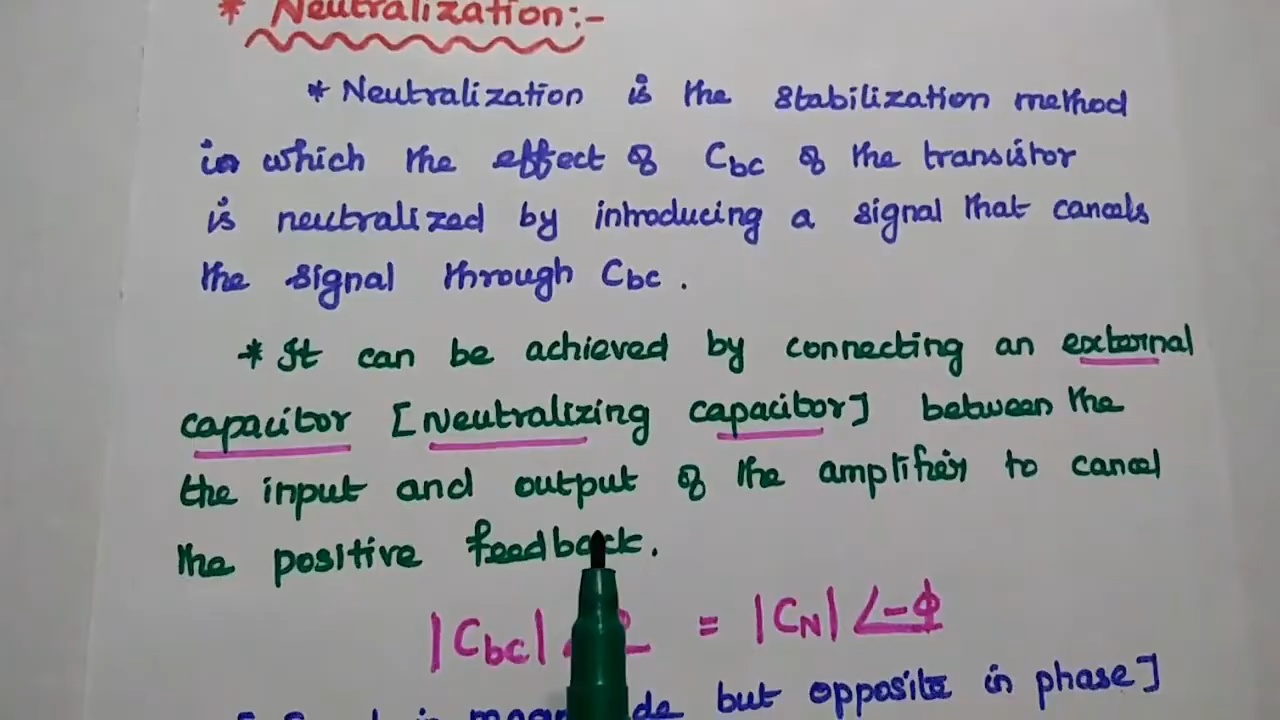 * Neutralization:-
* Neutralization is the stabilization method
in which the effect of Cbc of the transistor
is neutralized by introducing a signal that cancels
the signal through Cbc.
* It can be achieved by connecting an external
capacitor [Neutralizing capacitor] between the
the input and output of the amplifier to cancel
the positive feedback.
|Cbc| = |CN| ∠-Φ
but opposite in phase]